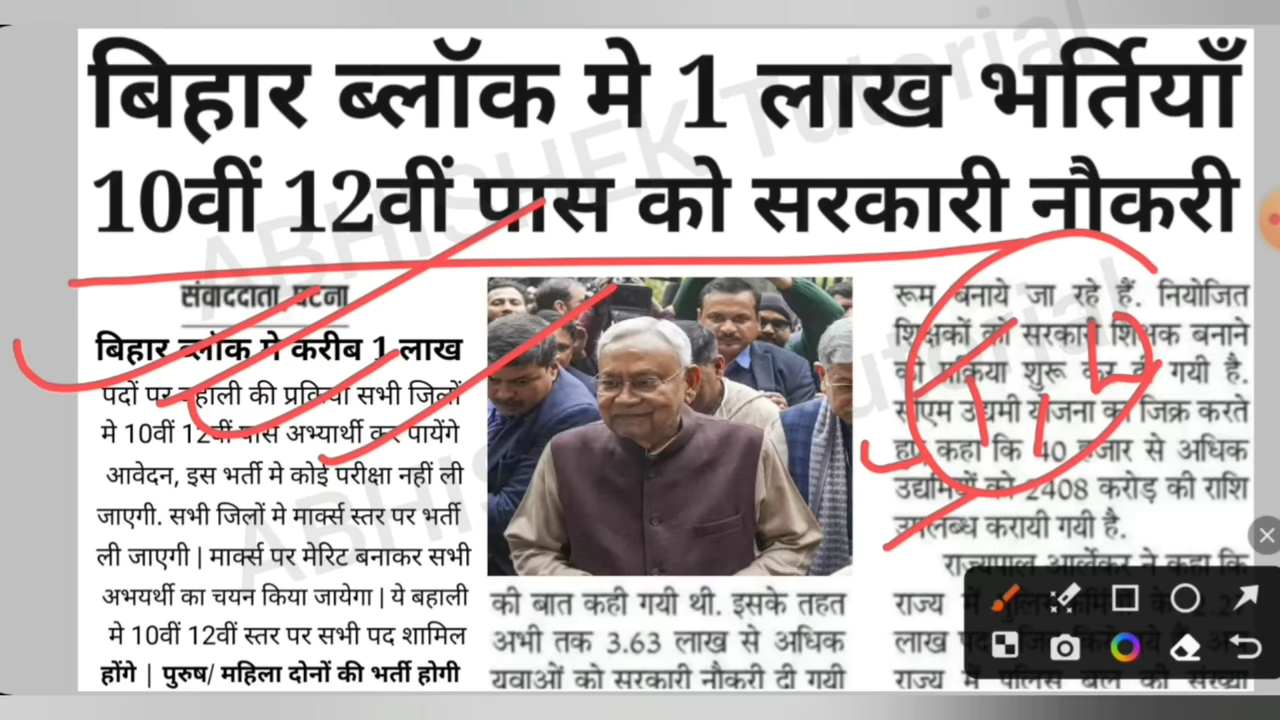 बिहार ब्लॉक मे 1 लाख भर्तियाँ
10वीं 12वीं पास को सरकारी नौकरी
संवाददाता, पटना
बिहार ब्लॉक मे करीब 1 लाख
पदों पर बहाली की प्रकिया सभी जिलों
मे 10वीं 12वीं पास अभ्यार्थी कर पायेंगे
आवेदन, इस भर्ती मे कोई परीक्षा नहीं ली
जाएगी. सभी जिलों मे मार्क्स स्तर पर भर्ती
ली जाएगी | मार्क्स पर मेरिट बनाकर सभी
अभयर्थी का चयन किया जायेगा | ये बहाली
मे 10वीं 12वीं स्तर पर सभी पद शामिल
होंगे | पुरुष/ महिला दोनों की भर्ती होगी
की बात कही गयी थी. इसके तहत
अभी तक 3.63 लाख से अधिक
युवाओं को सरकारी नौकरी दी गयी
रूम बनाये जा रहे हैं. नियोजित
शिक्षकों को सरकारी शिक्षक बनाने
की प्रक्रिया शुरू कर दी गयी है.
सीएम उद्यमी योजना का जिक्र करते
हुए कहा कि 40 हजार से अधिक
उद्यमियों को 2408 करोड़ की राशि
उपलब्ध करायी गयी है.
राज्यपाल आर्लेकर ने कहा कि
राज्य में पुलिस
लाख पद
राज्य में पुलिस बल की संख्या
ABHISHEK Tutorial